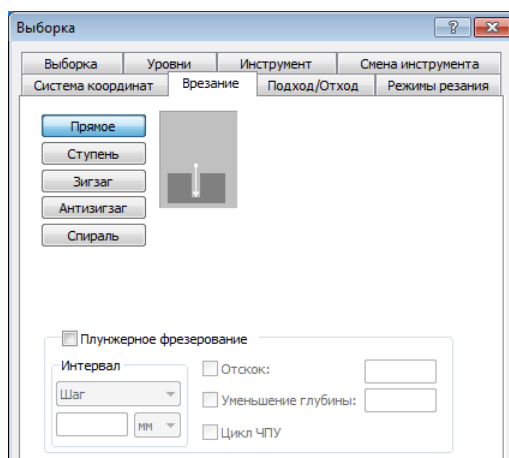 Выборка
Выборка Уровни Инструмент Смена инструмента
Система координат Врезание Подход/Отход Режимы резания
Прямое
Ступень
Зигзаг
Антизигзаг
Спираль
Плунжерное фрезерование
Интервал
Отскок:
Шаг
Уменьшение глубины:
мм
Цикл ЧПУ